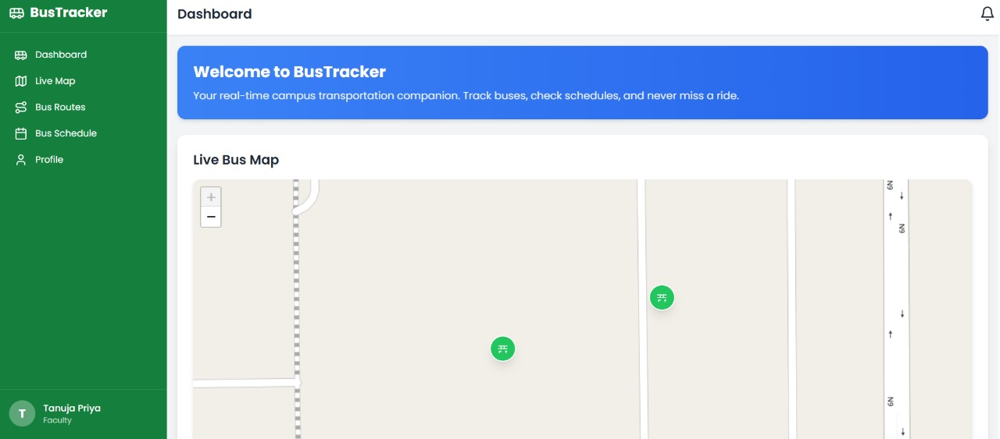 BusTracker
Dashboard
Live Map
Bus Routes
Bus Schedule
Profile
T
Tanuja Priya
Faculty
Dashboard
Welcome to BusTracker
Your real-time campus transportation companion. Track buses, check schedules, and never miss a ride.
Live Bus Map
+
−
N9
N9
N9